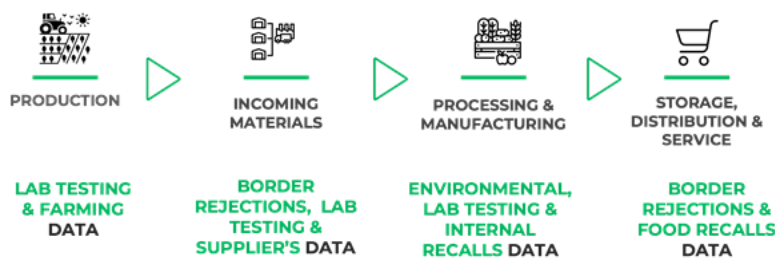 PRODUCTION
INCOMING
MATERIALS
PROCESSING &
MANUFACTURING
STORAGE,
DISTRIBUTION &
SERVICE
LAB TESTING
& FARMING
DATA
BORDER
REJECTIONS, LAB
TESTING &
SUPPLIER'S DATA
ENVIRONMENTAL,
LAB TESTING &
INTERNAL
RECALLS DATA
BORDER
REJECTIONS &
FOOD RECALLS
DATA